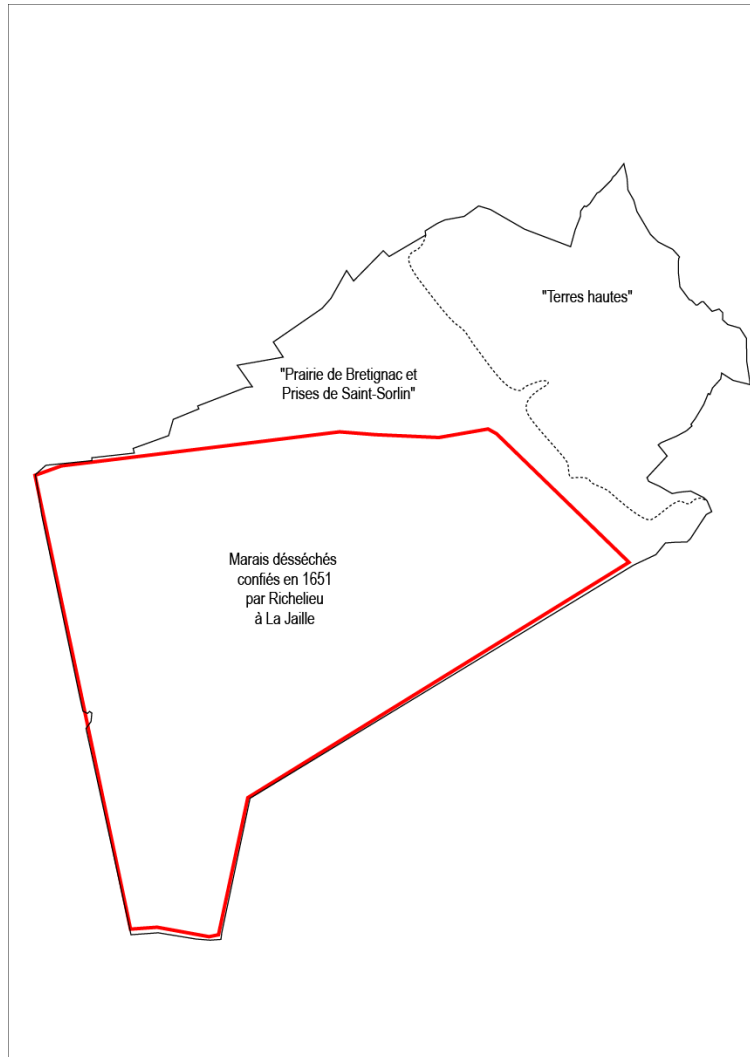 "Terres hautes"
"Prairie de Bretignac et
Prises de Saint-Sorlin"
Marais désséchés
confiés en 1651
par Richelieu
à La Jaille